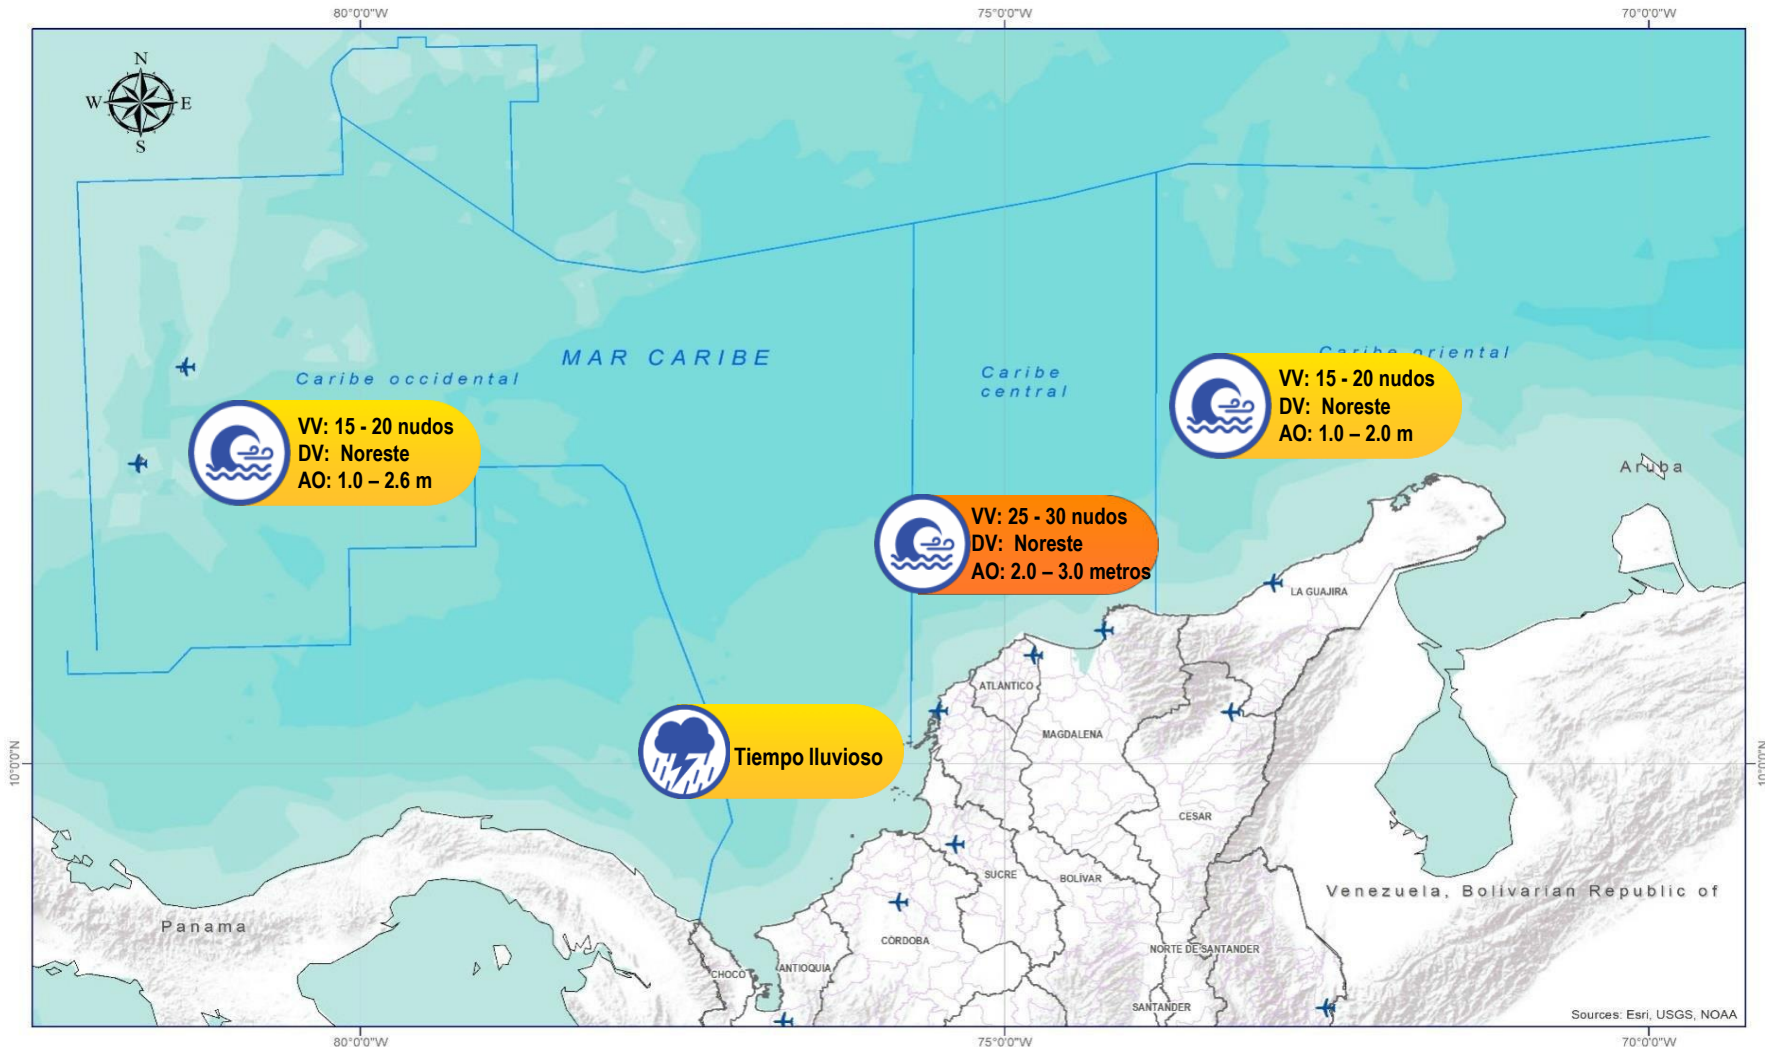 80°0'0"W
75°0'0"W
70°0'0"W
N
W
E
S
MAR CARIBE
Caribe occidental
Caribe
central
Caribe oriental
VV: 15 - 20 nudos
DV: Noreste
AO: 1.0 – 2.0 m
VV: 15 - 20 nudos
DV: Noreste
AO: 1.0 – 2.6 m
Aruba
VV: 25 - 30 nudos
DV: Noreste
AO: 2.0 – 3.0 metros
LA GUAJIRA
ATLANTICO
MAGDALENA
Tiempo lluvioso
10°0'0"N
10°0'0"N
CESAR
SUCRE
BOLÍVAR
Venezuela, Bolivarian Republic of
Panama
CÓRDOBA
NORTE DE SANTANDER
CHOCO
ANTIOQUIA
SANTANDER
Sources: Esri, USGS, NOAA
80°0'0"W
75°0'0"W
70°0'0"W